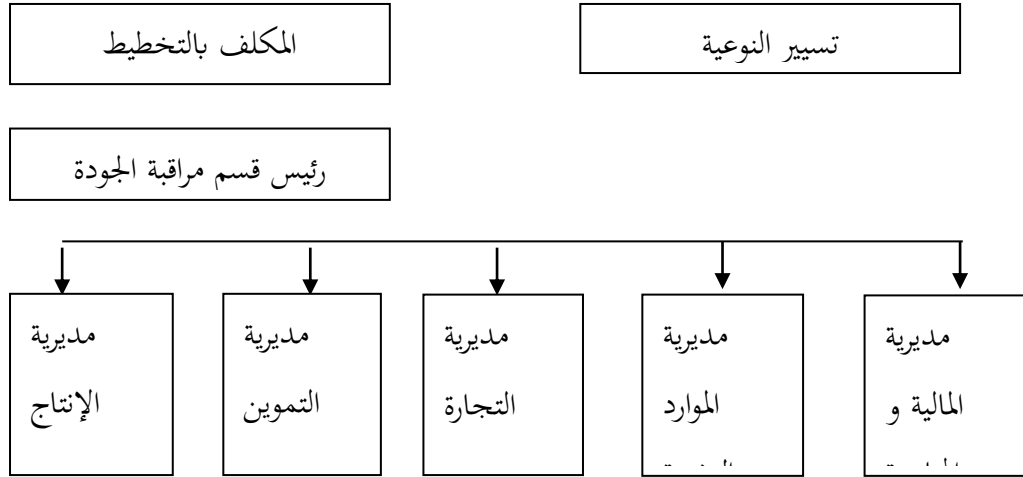 تسيير النوعية
المكلف بالتخطيط
رئيس قسم مراقبة الجودة
مديرية
المالية و
مديرية
الموارد
مديرية
التجارة
مديرية
التموين
مديرية
الإنتاج